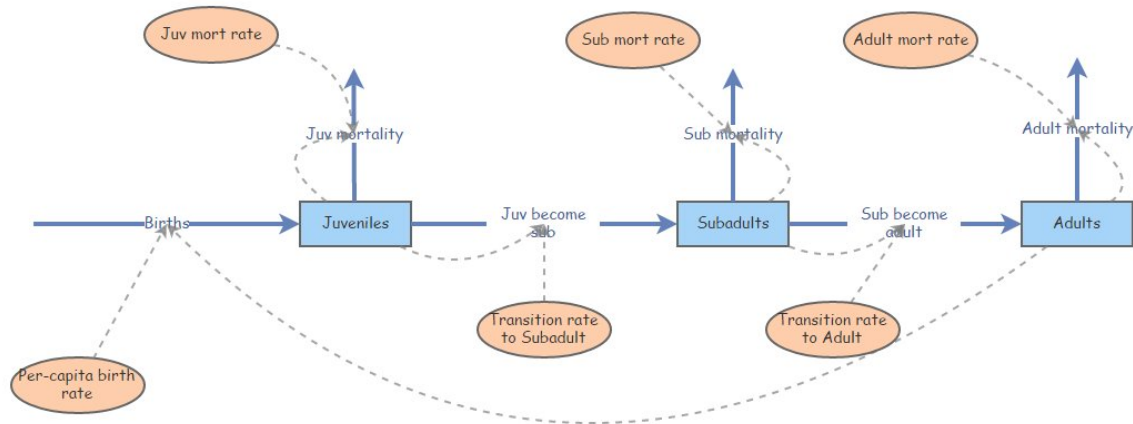 Juv mort rate
Sub mort rate
Adult mort rate
Juv mortality
Sub mortality
Adult mortality
Births
Juveniles
Juv become
sub
Subadults
Sub become
adult
Adults
Transition rate
to Subadult
Transition rate
to Adult
Per-capita birth
rate